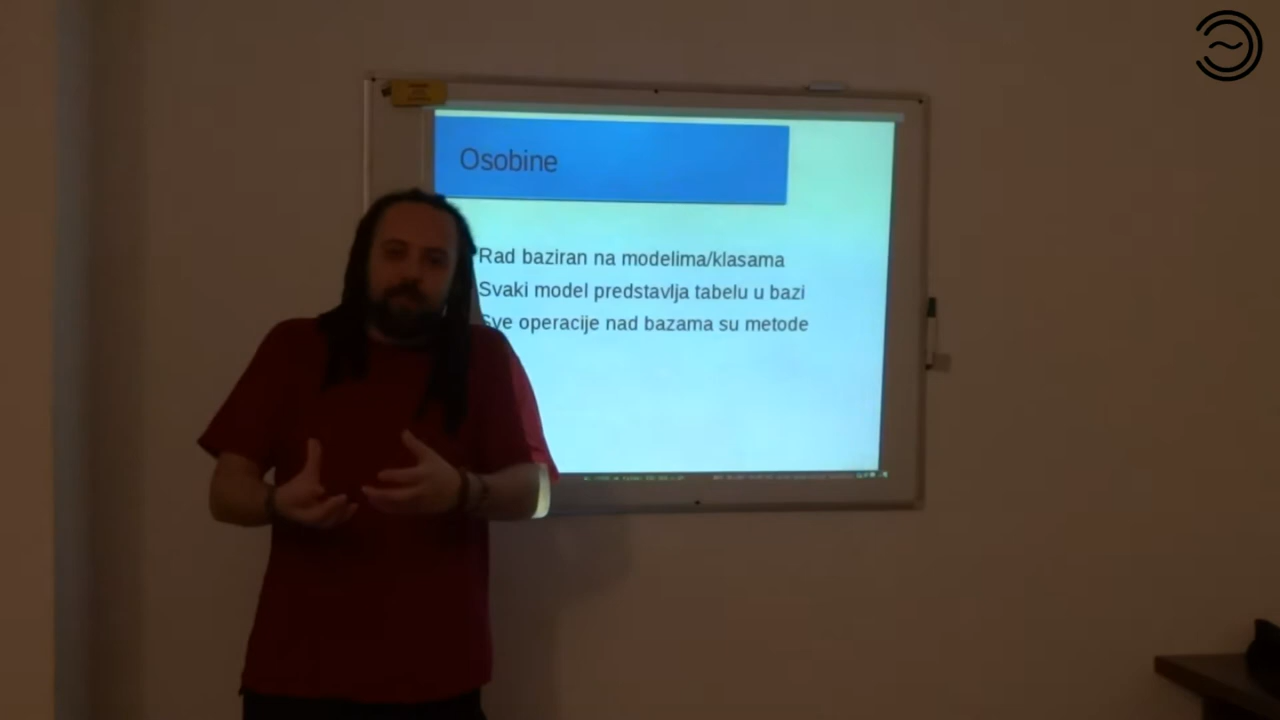 Osobine
Rad baziran na modelima/klasama
Svaki model predstavlja tabelu u bazi
Sve operacije nad bazama su metode